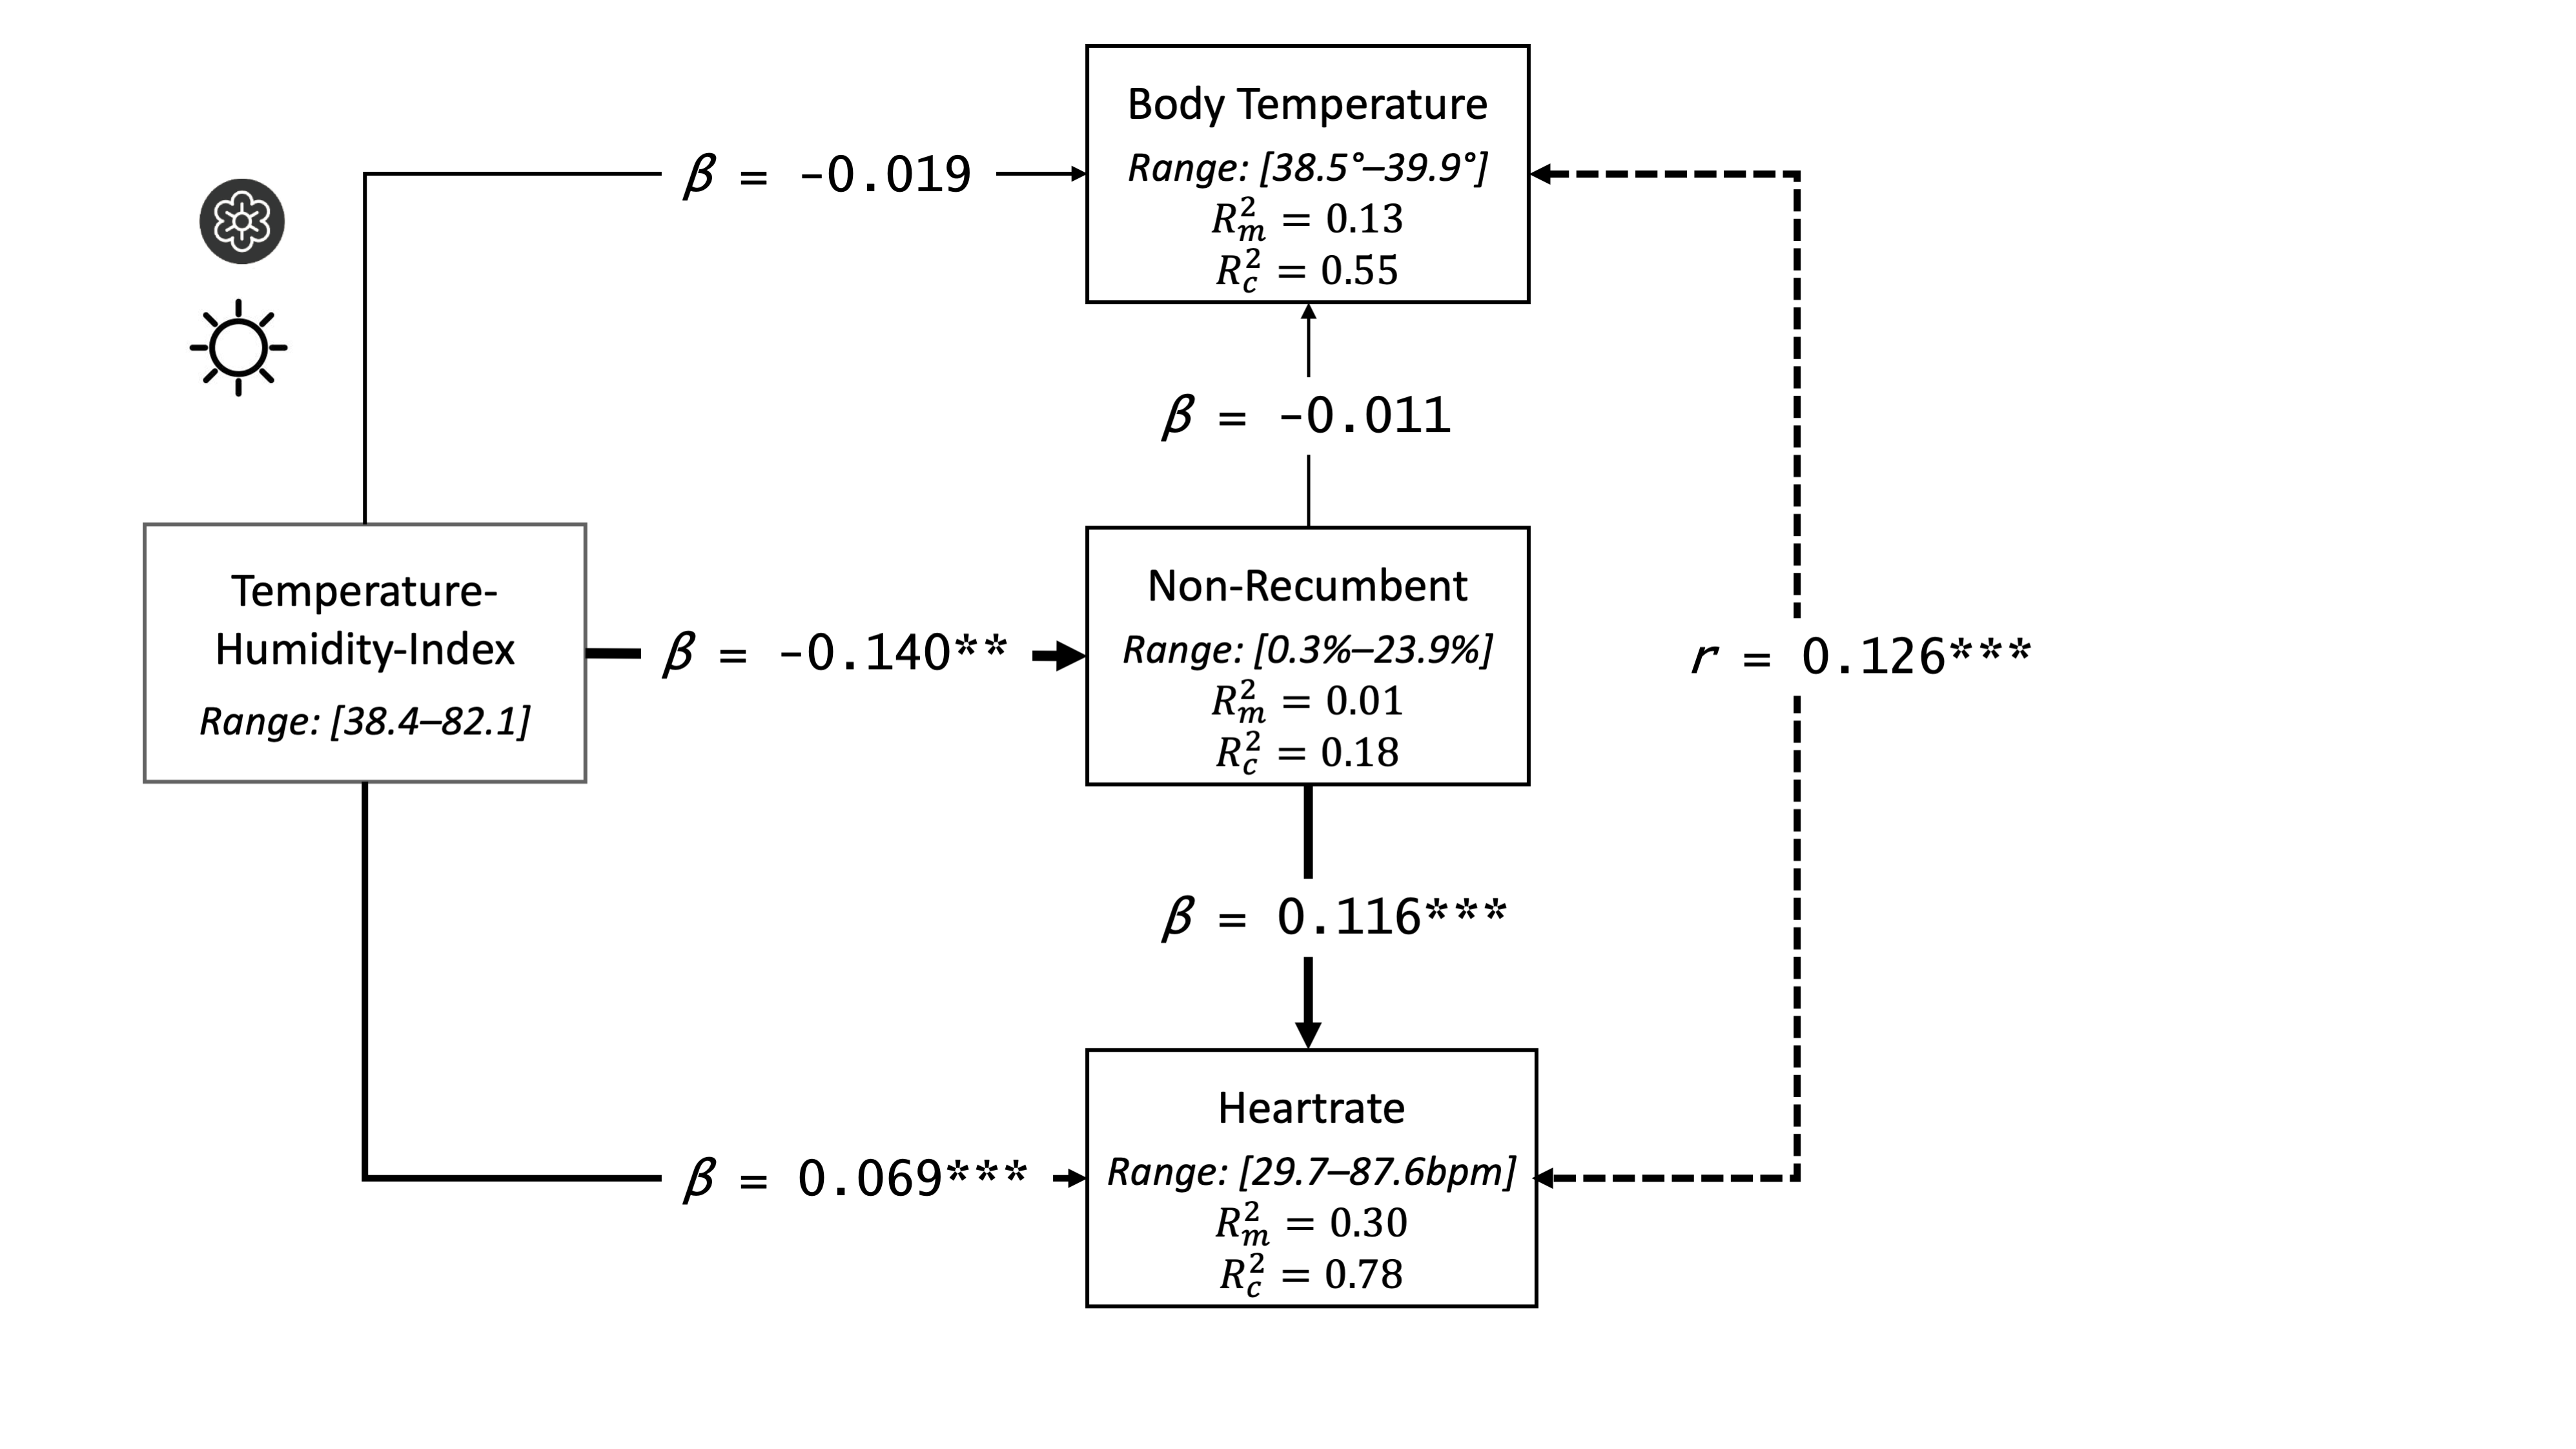 Body Temperature
Range: [38.5°–39.9°]
R²m = 0.13
R²c = 0.55
β = -0.019
β = -0.011
Temperature-
Humidity-Index
Range: [38.4–82.1]
β = -0.140**
Non-Recumbent
Range: [0.3%–23.9%]
R²m = 0.01
R²c = 0.18
r = 0.126***
β = 0.116***
β = 0.069***
Heartrate
Range: [29.7–87.6bpm]
R²m = 0.30
R²c = 0.78